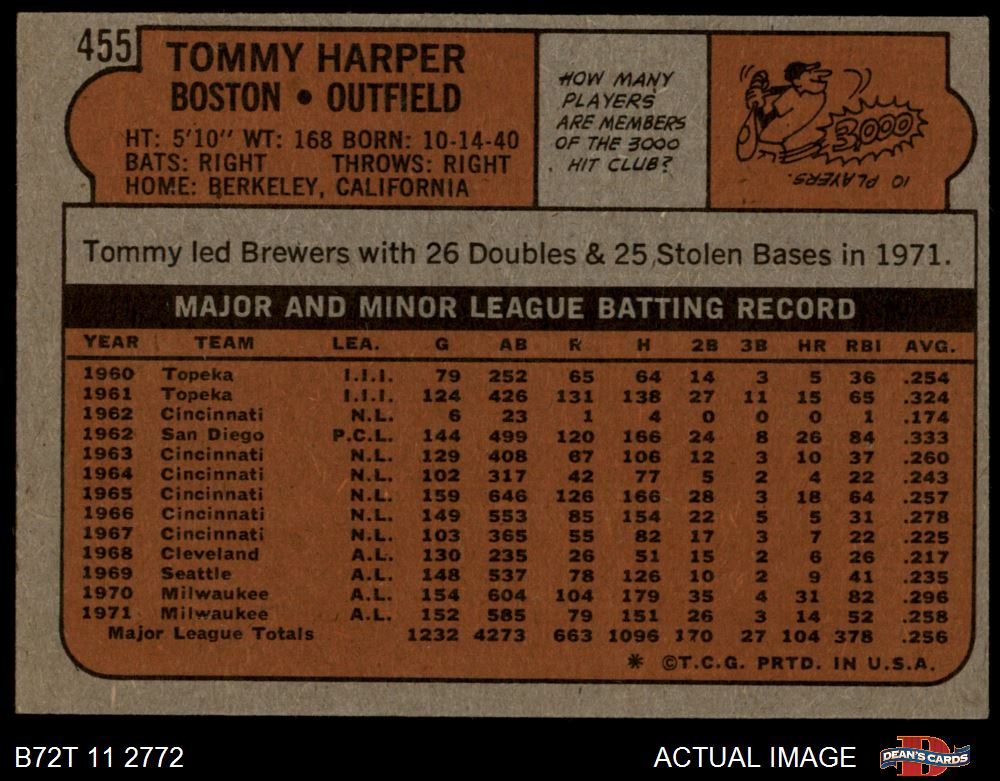 455
TOMMY HARPER
BOSTON • OUTFIELD
HT: 5'10" WT: 168 BORN: 10-14-40
BATS: RIGHT THROWS: RIGHT
HOME: BERKELEY, CALIFORNIA
HOW MANY
PLAYERS
ARE MEMBERS
OF THE 3000
HIT CLUB?
3,000
10 PLAYERS.
Tommy led Brewers with 26 Doubles & 25 Stolen Bases in 1971.
MAJOR AND MINOR LEAGUE BATTING RECORD
YEAR TEAM LEA. G AB R H 2B 3B HR RBI AVG.
1960 Topeka I.I.I. 79 252 65 64 14 3 5 36 .254
1961 Topeka I.I.I. 124 426 131 138 27 11 15 65 .324
1962 Cincinnati N.L. 6 23 1 4 0 0 0 1 .174
1962 San Diego P.C.L. 144 499 120 166 24 8 26 84 .333
1963 Cincinnati N.L. 129 408 67 106 12 3 10 37 .260
1964 Cincinnati N.L. 102 317 42 77 5 2 4 22 .243
1965 Cincinnati N.L. 159 646 126 166 28 3 18 64 .257
1966 Cincinnati N.L. 149 553 85 154 22 5 5 31 .278
1967 Cincinnati N.L. 103 365 55 82 17 3 7 22 .225
1968 Cleveland A.L. 130 235 26 51 15 2 6 26 .217
1969 Seattle A.L. 148 537 78 126 10 2 9 41 .235
1970 Milwaukee A.L. 154 604 104 179 35 4 31 82 .296
1971 Milwaukee A.L. 152 585 79 151 26 3 14 52 .258
Major League Totals 1232 4273 663 1096 170 27 104 378 .256
* ©T.C.G. PRTD. IN U.S.A.
B72T 11 2772
ACTUAL IMAGE
DEAN'S CARDS